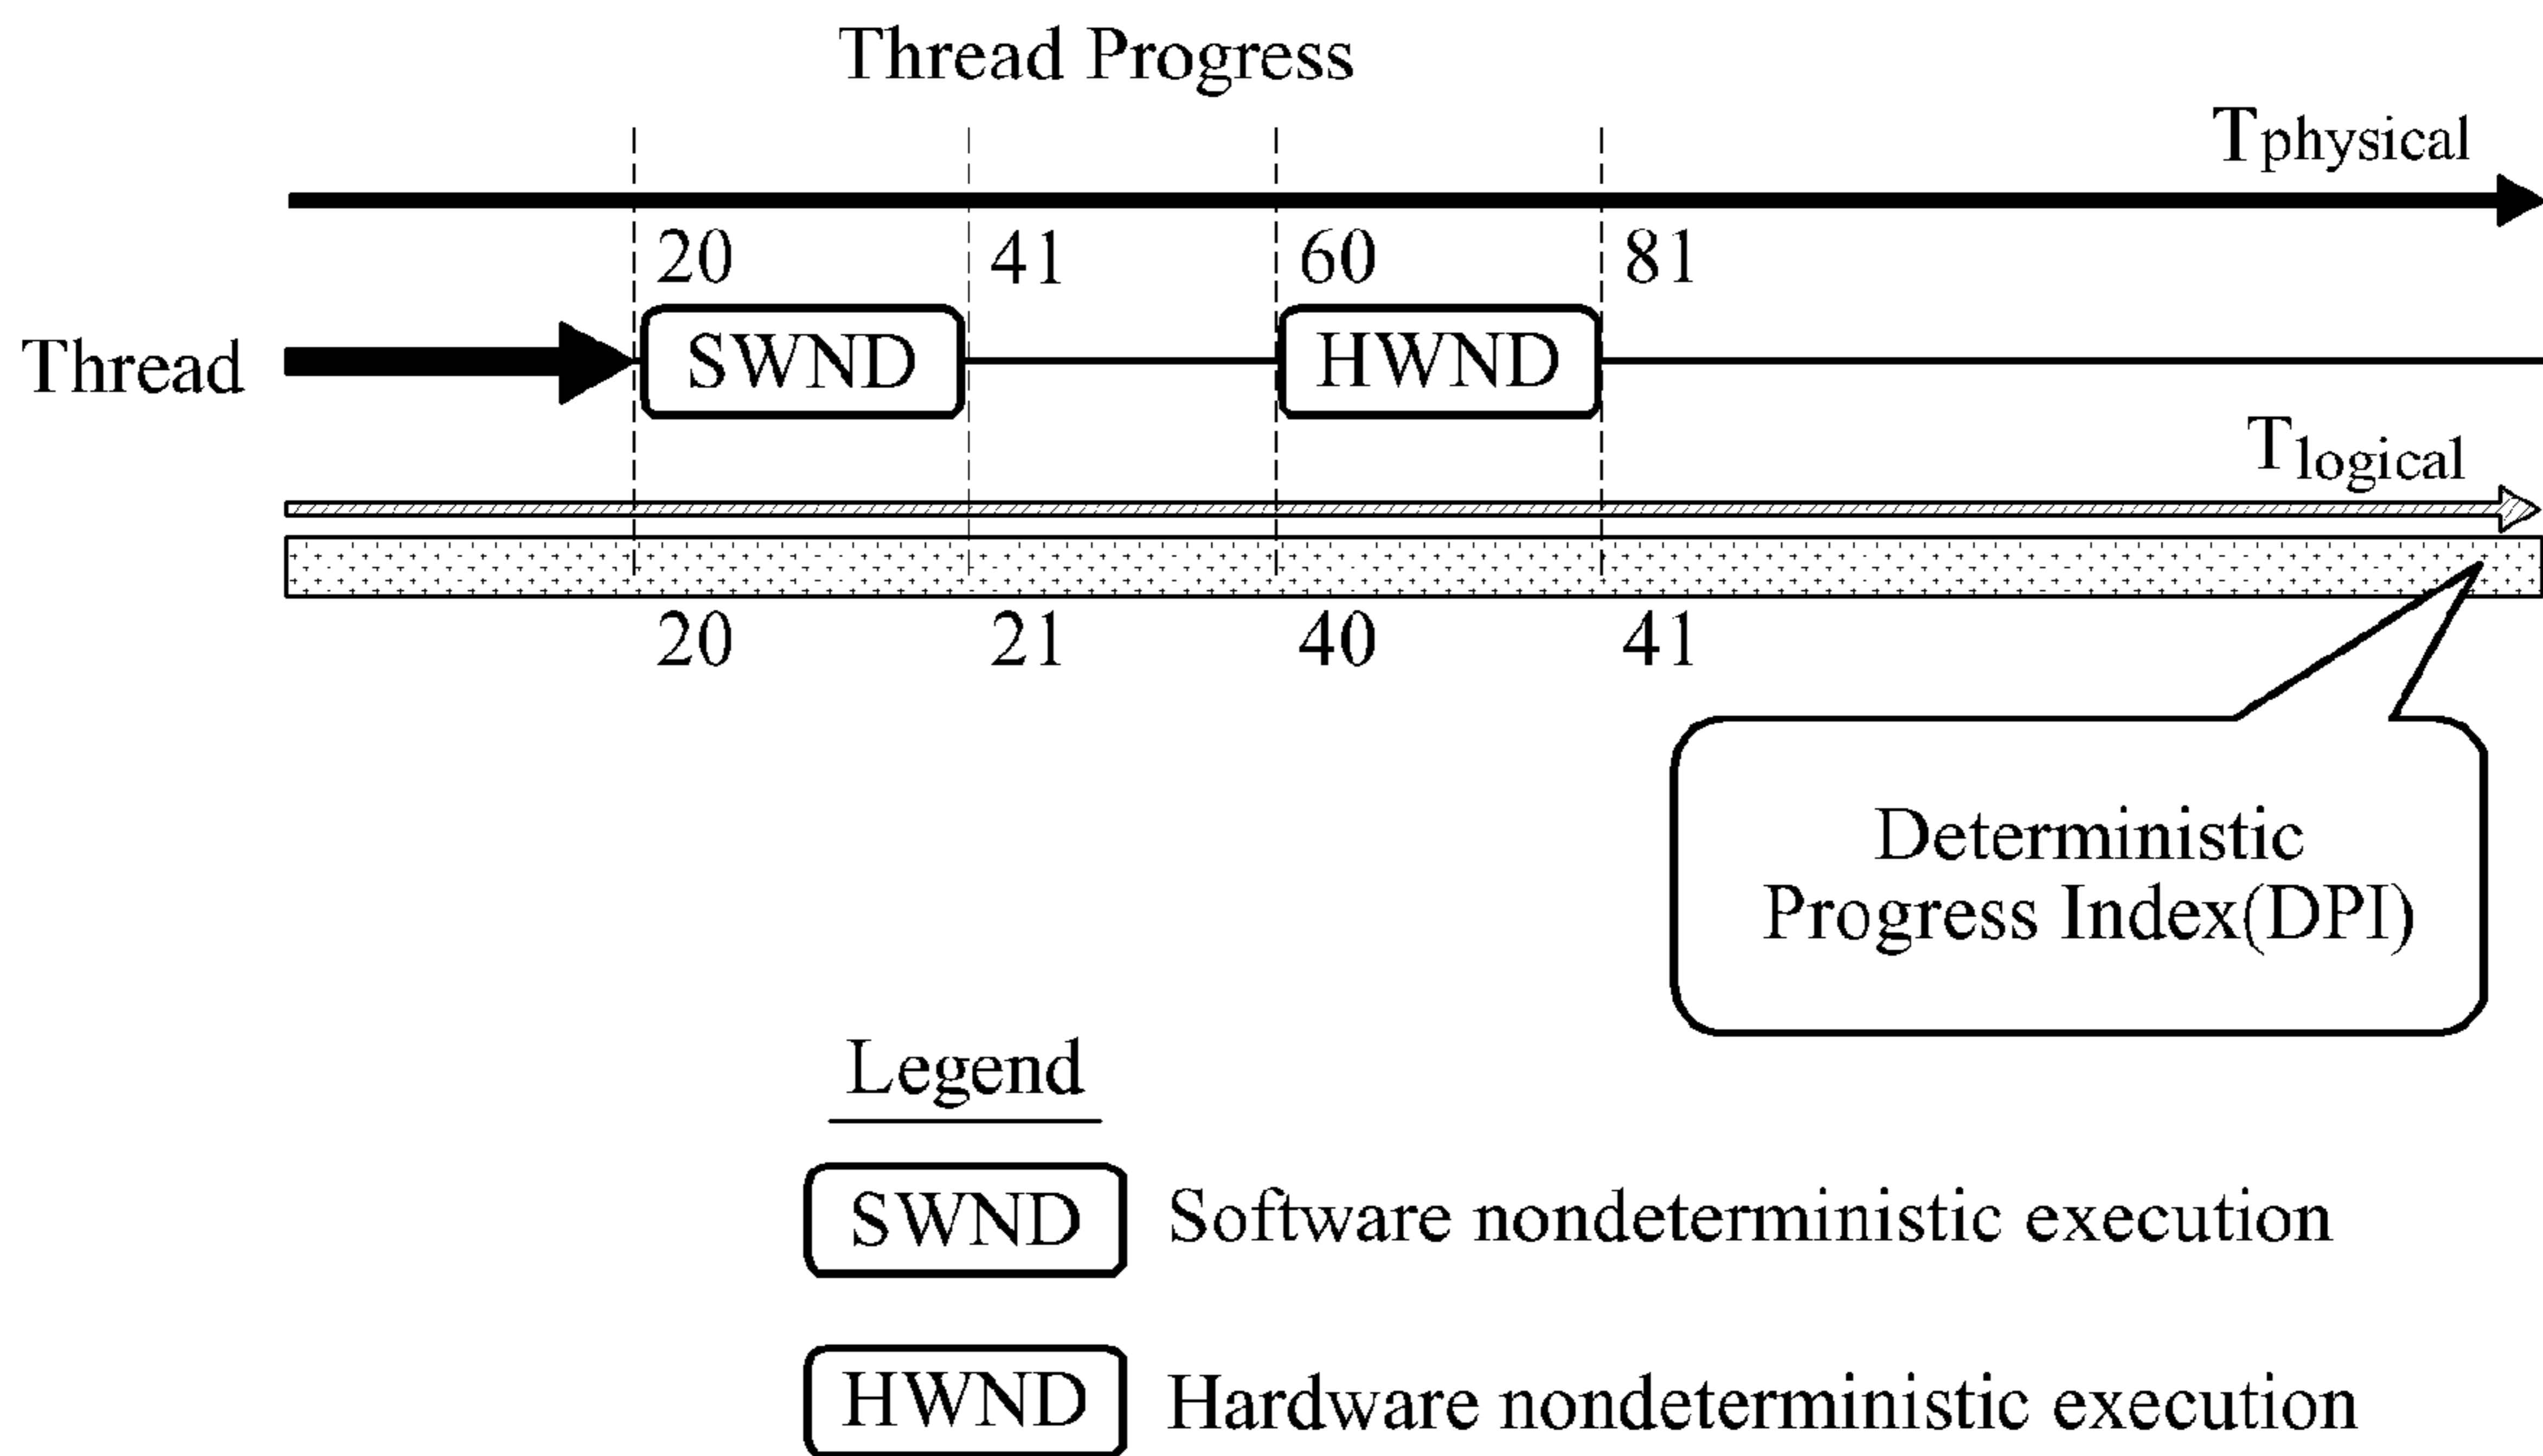 Thread Progress
Tphysical
20 41 60 81
Thread SWND HWND
Tlogical
20 21 40 41
Deterministic
Progress Index(DPI)
Legend
SWND Software nondeterministic execution
HWND Hardware nondeterministic execution